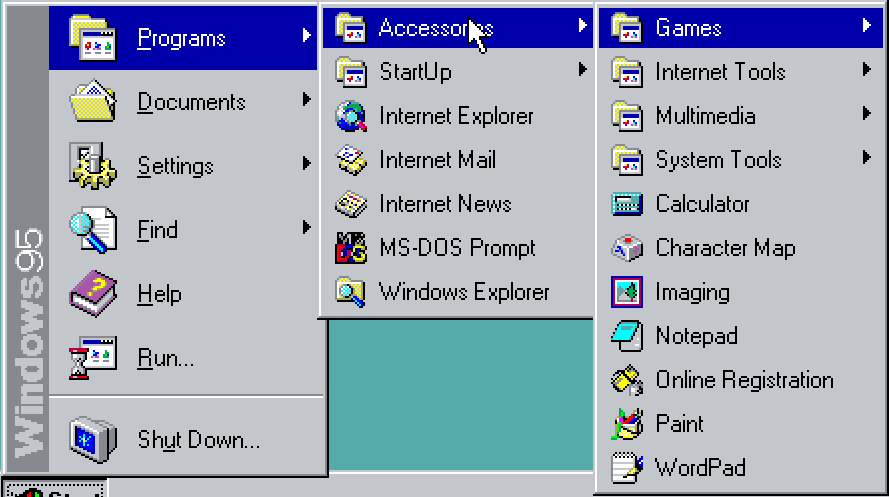 Programs
Documents
Settings
Find
Help
Run...
Shut Down...
Windows95
Accessories
StartUp
Internet Explorer
Internet Mail
Internet News
MS-DOS Prompt
Windows Explorer
Games
Internet Tools
Multimedia
System Tools
Calculator
Character Map
Imaging
Notepad
Online Registration
Paint
WordPad
Start